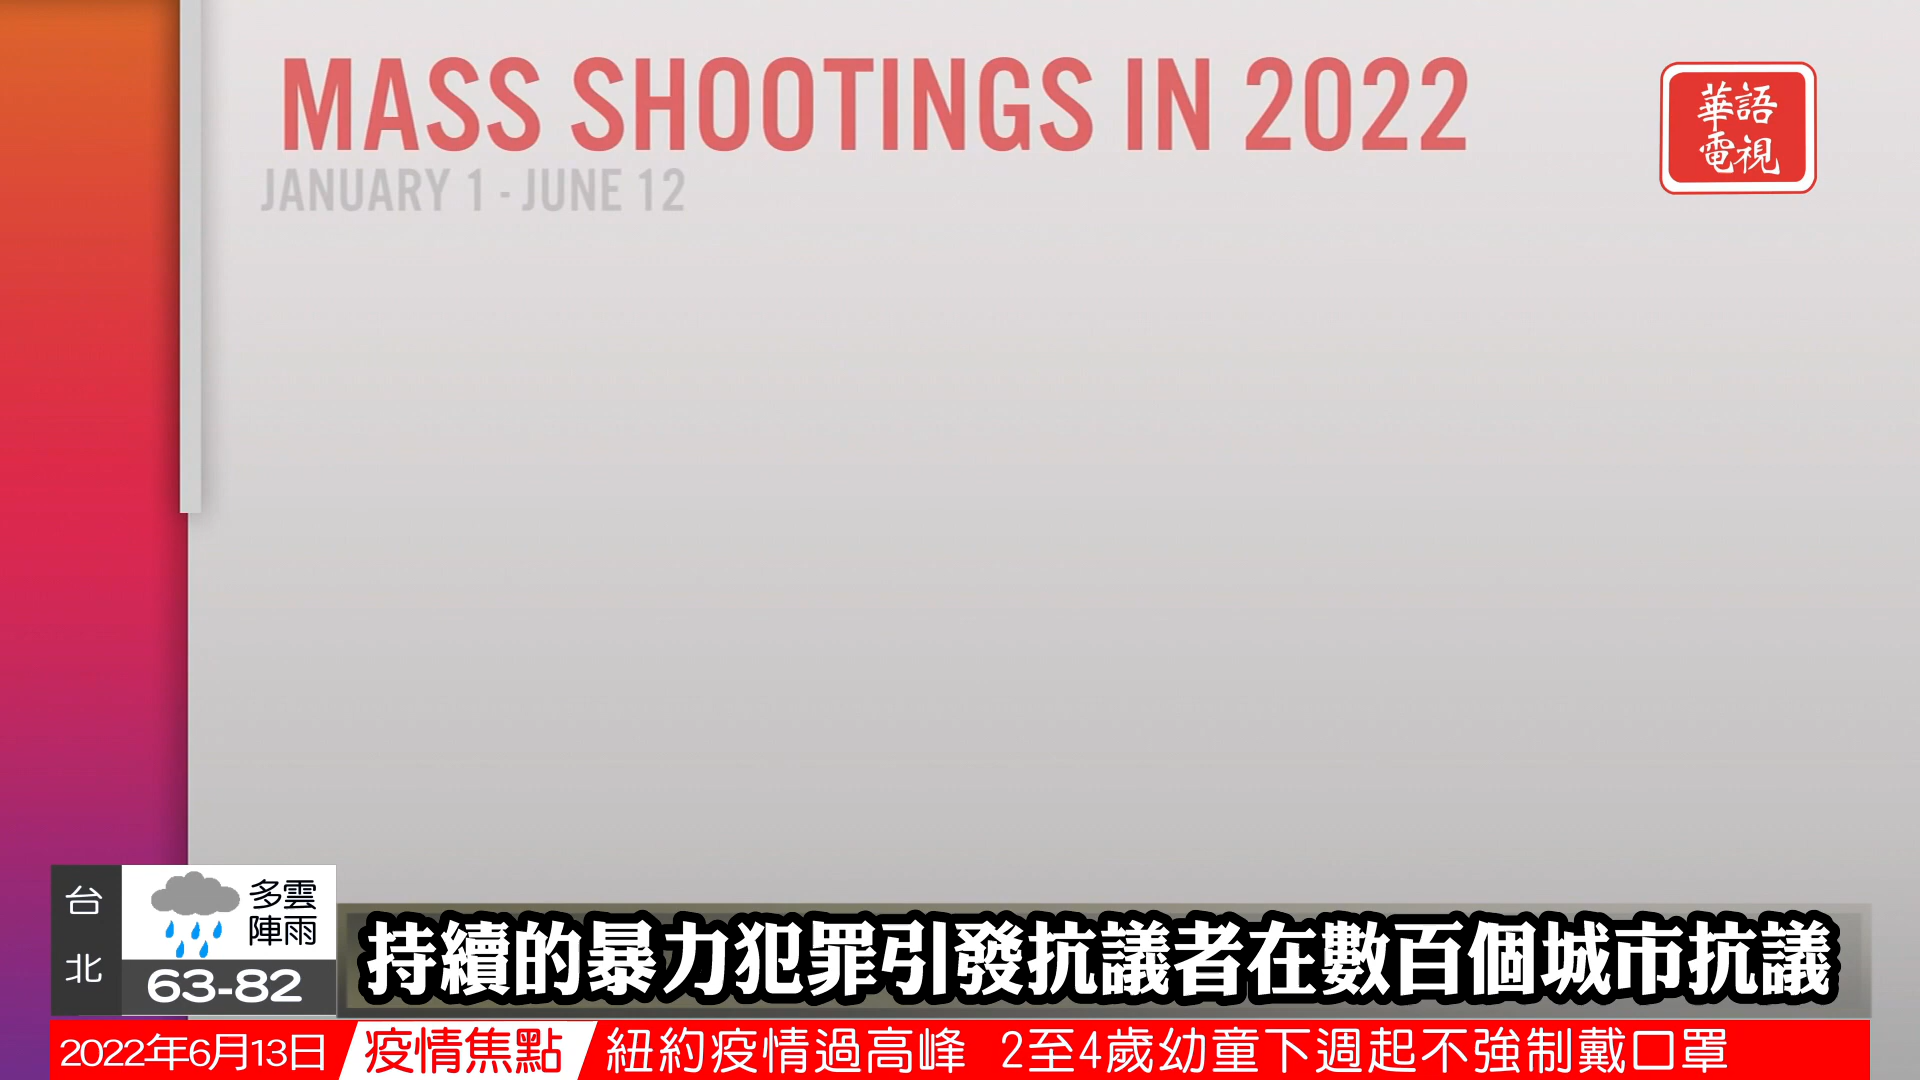 MASS SHOOTINGS IN 2022
JANUARY 1 - JUNE 12
華語
電視
台北
多雲
陣雨
63-82
持續的暴力犯罪引發抗議者在數百個城市抗議
2022年6月13日
疫情焦點
紐約疫情過高峰 2至4歲幼童下週起不強制戴口罩